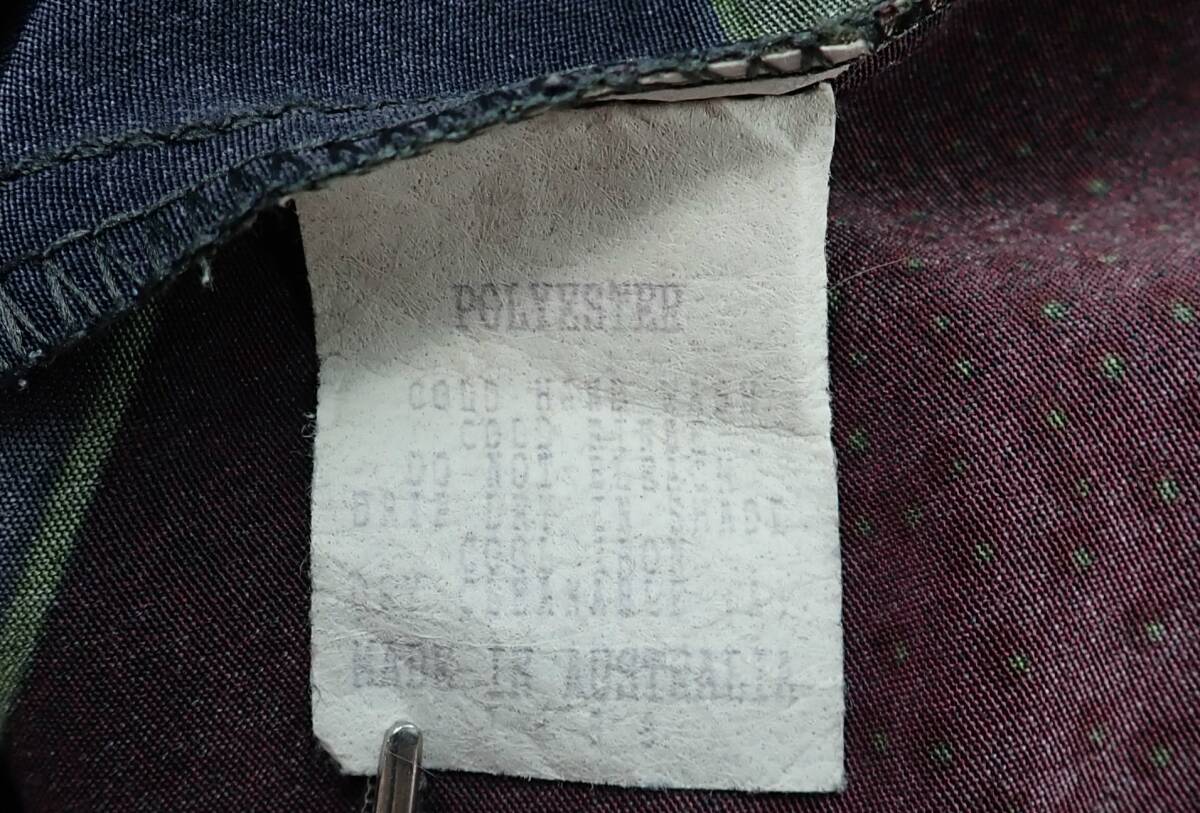 POLYESTER
COLD HAND WASH
COLD RINSE
DO NOT BLEACH
DRIP DRY IN SHADE
COOL IRON
MADE IN AUSTRALIA